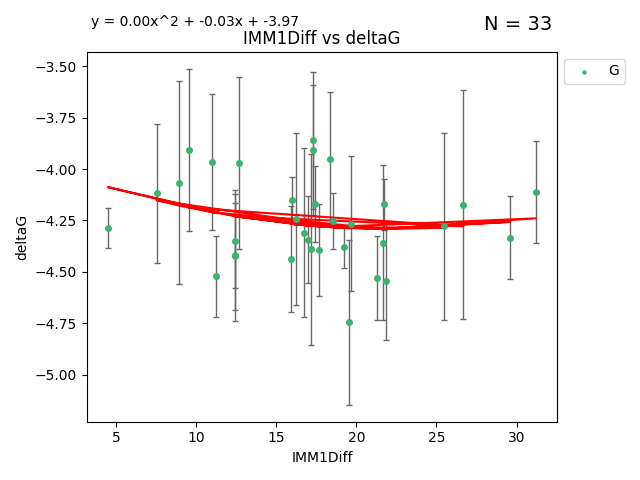 y = 0.00x^2 + -0.03x + -3.97
N = 33
IMM1Diff vs deltaG
G
−3.50
−3.75
−4.00
−4.25
−4.50
−4.75
−5.00
deltaG
5 10 15 20 25 30
IMM1Diff